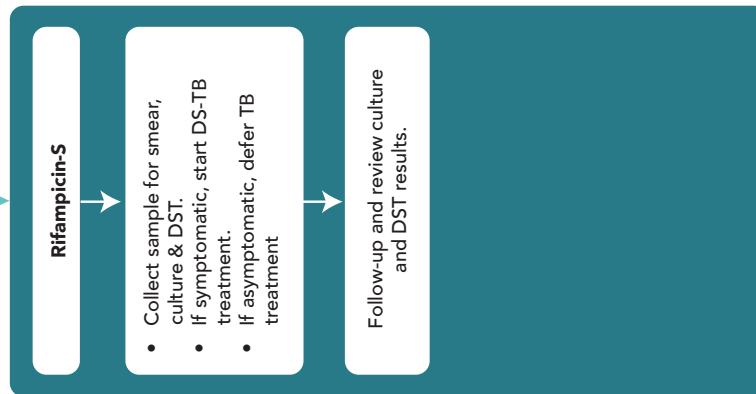 Rifampicin-S
• Collect sample for smear,
culture & DST.
• If symptomatic, start DS-TB
treatment.
• If asymptomatic, defer TB
treatment
Follow-up and review culture
and DST results.